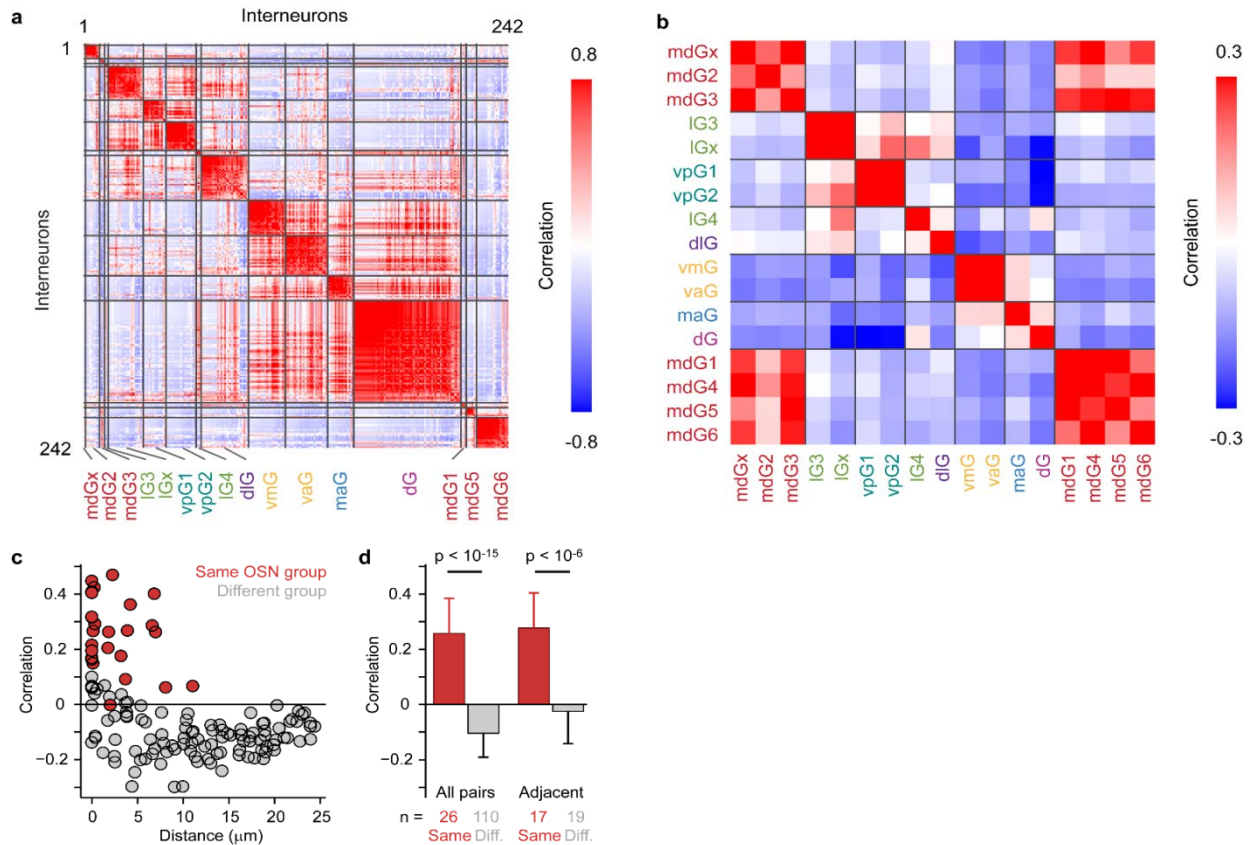 a
Interneurons
1
242
1
Interneurons
242
0.8
Correlation
-0.8
mdGx
mdG2
mdG3
lG3
lGx
vpG1
vpG2
lG4
dlG
vmG
vaG
maG
dG
mdG1
mdG5
mdG6
b
mdGx
mdG2
mdG3
lG3
lGx
vpG1
vpG2
lG4
dlG
vmG
vaG
maG
dG
mdG1
mdG4
mdG5
mdG6
mdGx
mdG2
mdG3
lG3
lGx
vpG1
vpG2
lG4
dlG
vmG
vaG
maG
dG
mdG1
mdG4
mdG5
mdG6
0.3
Correlation
-0.3
c
Same OSN group
Different group
Correlation
0.4
0.2
0
−0.2
0 5 10 15 20 25
Distance (μm)
d
p < 10⁻¹⁵ p < 10⁻⁶
Correlation
0.4
0.2
0
−0.2
All pairs Adjacent
n = 26 110 17 19
Same Diff. Same Diff.